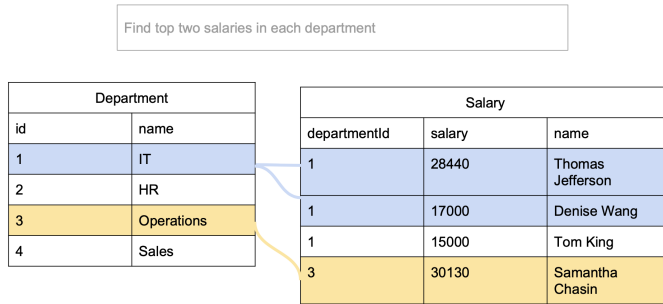 Find top two salaries in each department
Department
id name
1 IT
2 HR
3 Operations
4 Sales
Salary
departmentId salary name
1 28440 Thomas
Jefferson
1 17000 Denise Wang
1 15000 Tom King
3 30130 Samantha
Chasin